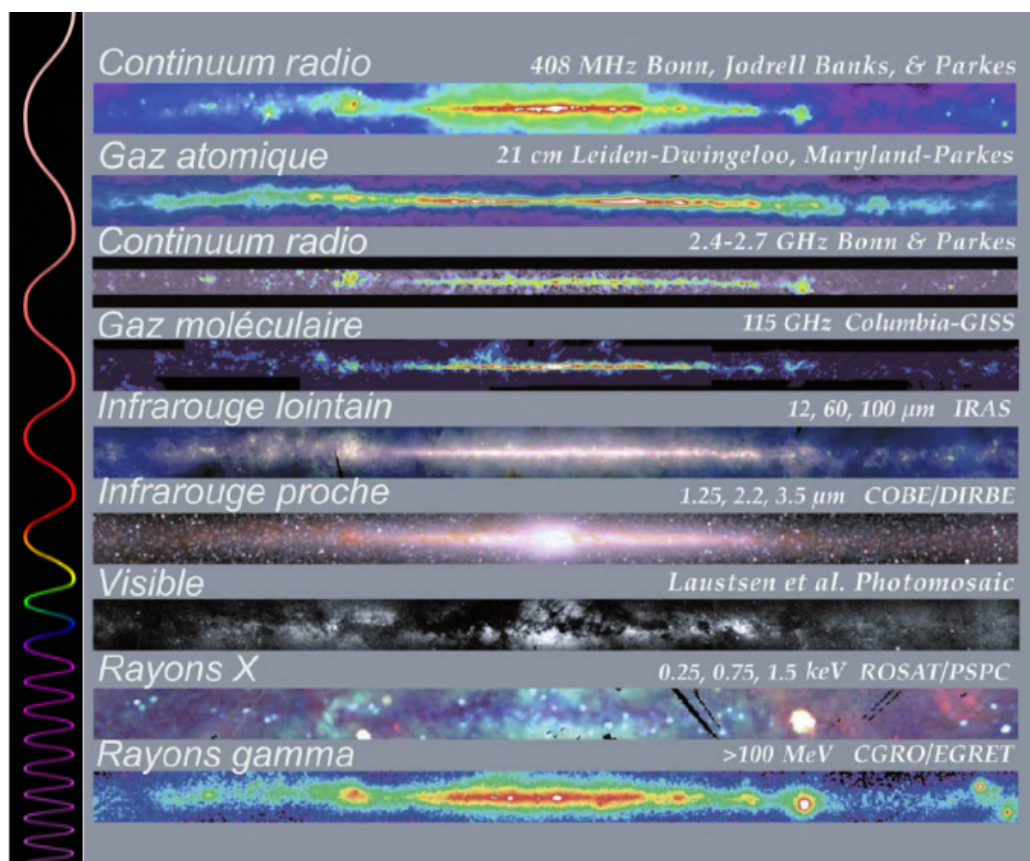 Continuum radio 408 MHz Bonn, Jodrell Banks, & Parkes
Gaz atomique 21 cm Leiden-Dwingeloo, Maryland-Parkes
Continuum radio 2.4-2.7 GHz Bonn & Parkes
Gaz moléculaire 115 GHz Columbia-GISS
Infrarouge lointain 12, 60, 100 µm IRAS
Infrarouge proche 1.25, 2.2, 3.5 µm COBE/DIRBE
Visible Laustsen et al. Photomosaic
Rayons X 0.25, 0.75, 1.5 keV ROSAT/PSPC
Rayons gamma >100 MeV CGRO/EGRET